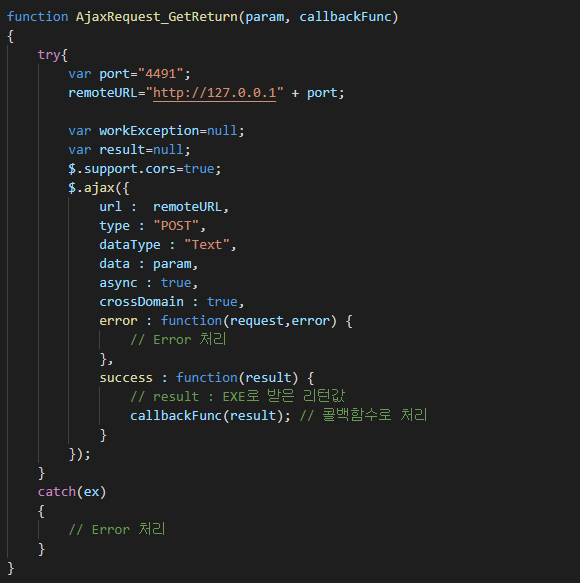 function AjaxRequest_GetReturn(param, callbackFunc)
{
    try{
        var port="4491";
        remoteURL="http://127.0.0.1" + port;

        var workException=null;
        var result=null;
        $.support.cors=true;
        $.ajax({
            url :  remoteURL,
            type : "POST",
            dataType : "Text",
            data : param,
            async : true,
            crossDomain : true,
            error : function(request,error) {
                // Error 처리
            },
            success : function(result) {
                // result : EXE로 받은 리턴값
                callbackFunc(result); // 콜백함수로 처리
            }
        });
    }
    catch(ex)
    {
        // Error 처리
    }
}